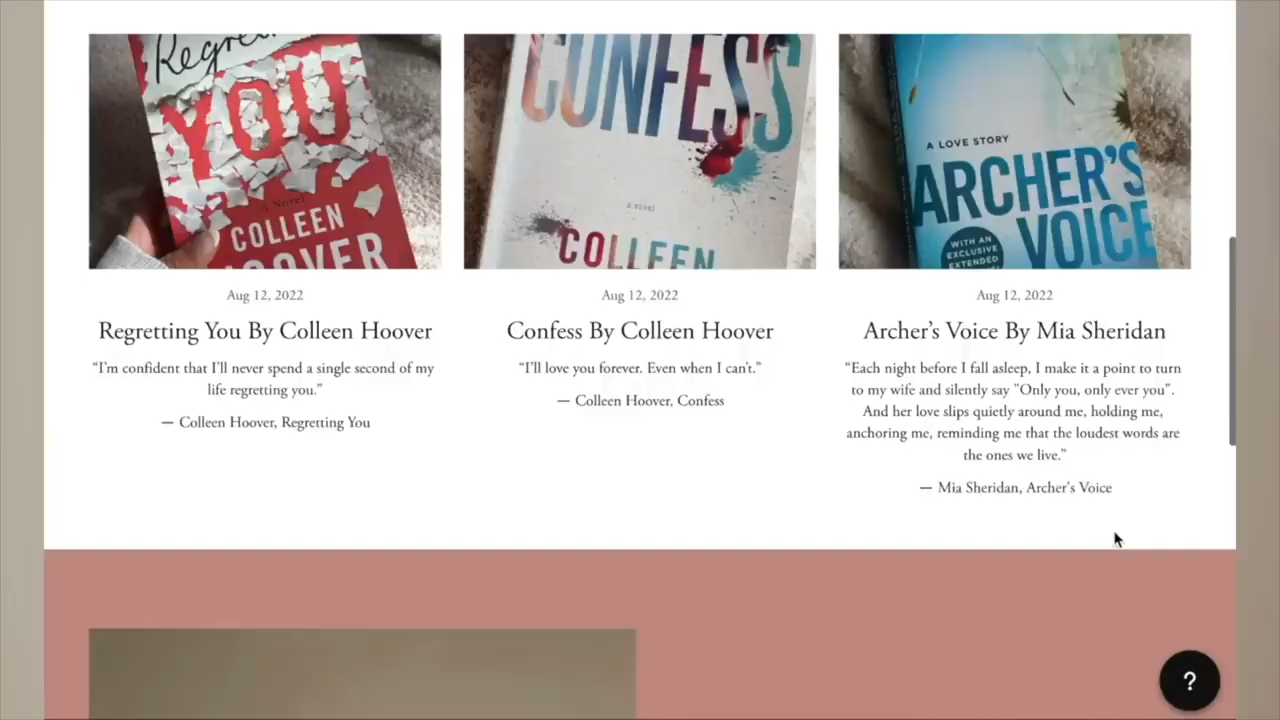 Regre
YOU
a Novel
COLLEEN
HOOVER
CONFESS
a novel
COLLEEN
A LOVE STORY
ARCHER'S
VOICE
WITH AN
EXCLUSIVE
EXTENDED
Aug 12, 2022
Aug 12, 2022
Aug 12, 2022
Regretting You By Colleen Hoover
Confess By Colleen Hoover
Archer’s Voice By Mia Sheridan
“I’m confident that I’ll never spend a single second of my
life regretting you.”
— Colleen Hoover, Regretting You
“I’ll love you forever. Even when I can’t.”
— Colleen Hoover, Confess
“Each night before I fall asleep, I make it a point to turn
to my wife and silently say "Only you, only ever you".
And her love slips quietly around me, holding me,
anchoring me, reminding me that the loudest words are
the ones we live.”
— Mia Sheridan, Archer's Voice
?